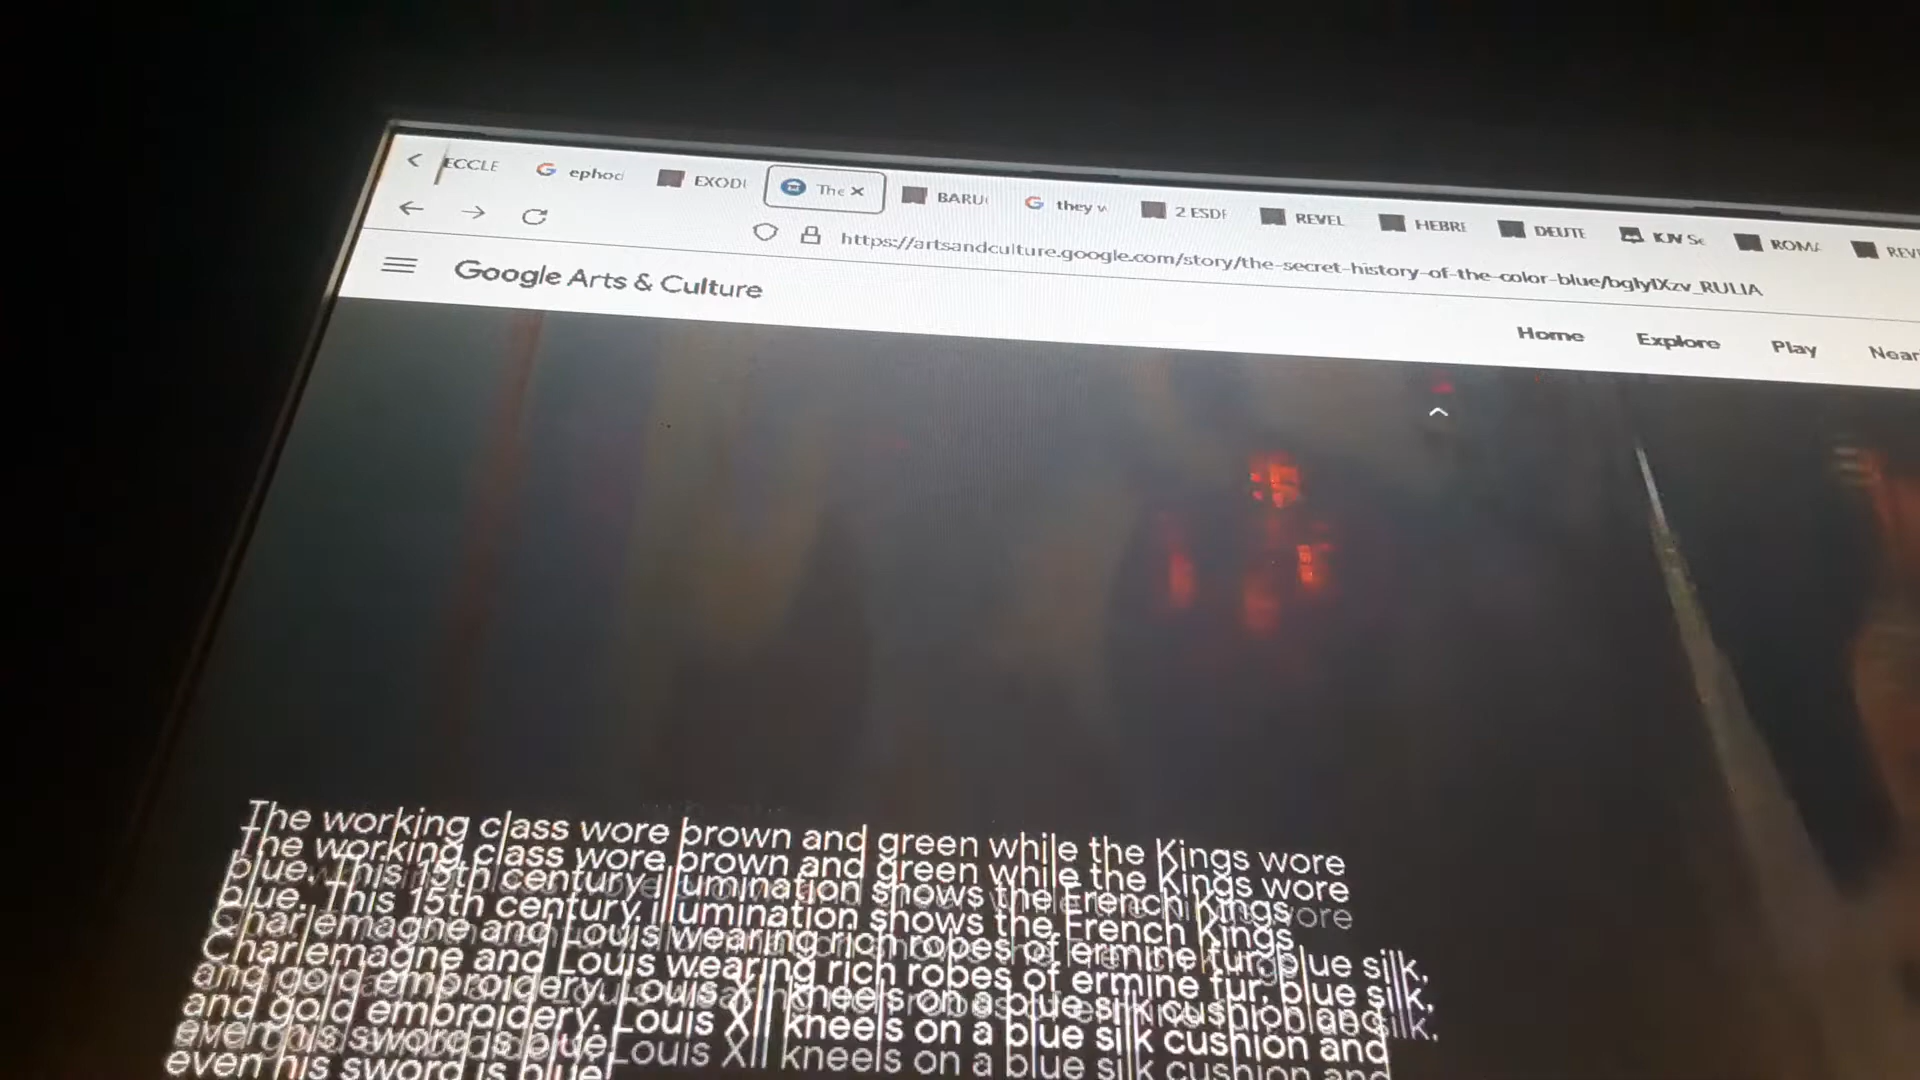 ECCLE ephod EXODU The BARU they w 2 ESDR REVEL HEBRE DEUTE KJV Sc ROMA REVE
https://artsandculture.google.com/story/the-secret-history-of-the-color-blue/bglyIXzv_RULIA
Google Arts & Culture
Home Explore Play Near
The working class wore brown and green while the Kings wore
blue. This 15th century illumination shows the French Kings
Charlemagne and Louis wearing rich robes of ermine fur, blue silk,
and gold embroidery. Louis XII kneels on a blue silk cushion and
even his sword is blue.